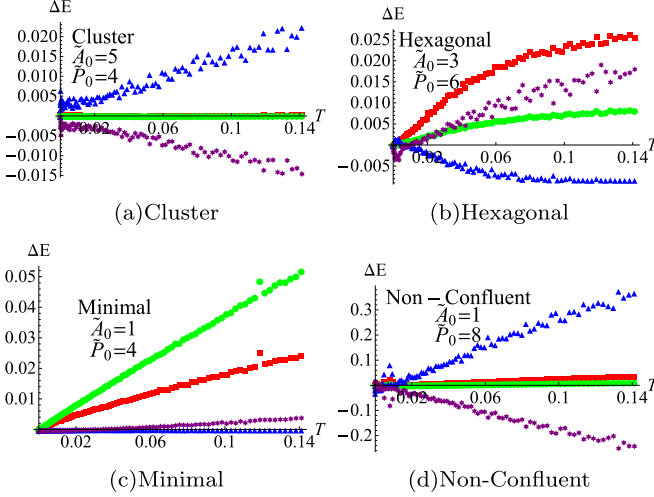 ΔE
0.020
0.015
0.010
0.005
−0.005
−0.010
−0.015
Cluster
Ã₀=5
P̃₀=4
T
0.02 0.06 0.1 0.14
(a)Cluster
ΔE
0.025
0.020
0.015
0.010
0.005
−0.005
Hexagonal
Ã₀=3
P̃₀=6
T
0.02 0.06 0.1 0.14
(b)Hexagonal
ΔE
0.05
0.04
0.03
0.02
0.01
Minimal
Ã₀=1
P̃₀=4
T
0.02 0.06 0.1 0.14
(c)Minimal
ΔE
0.3
0.2
0.1
−0.1
−0.2
Non − Confluent
Ã₀=1
P̃₀=8
T
0.02 0.06 0.1 0.14
(d)Non-Confluent